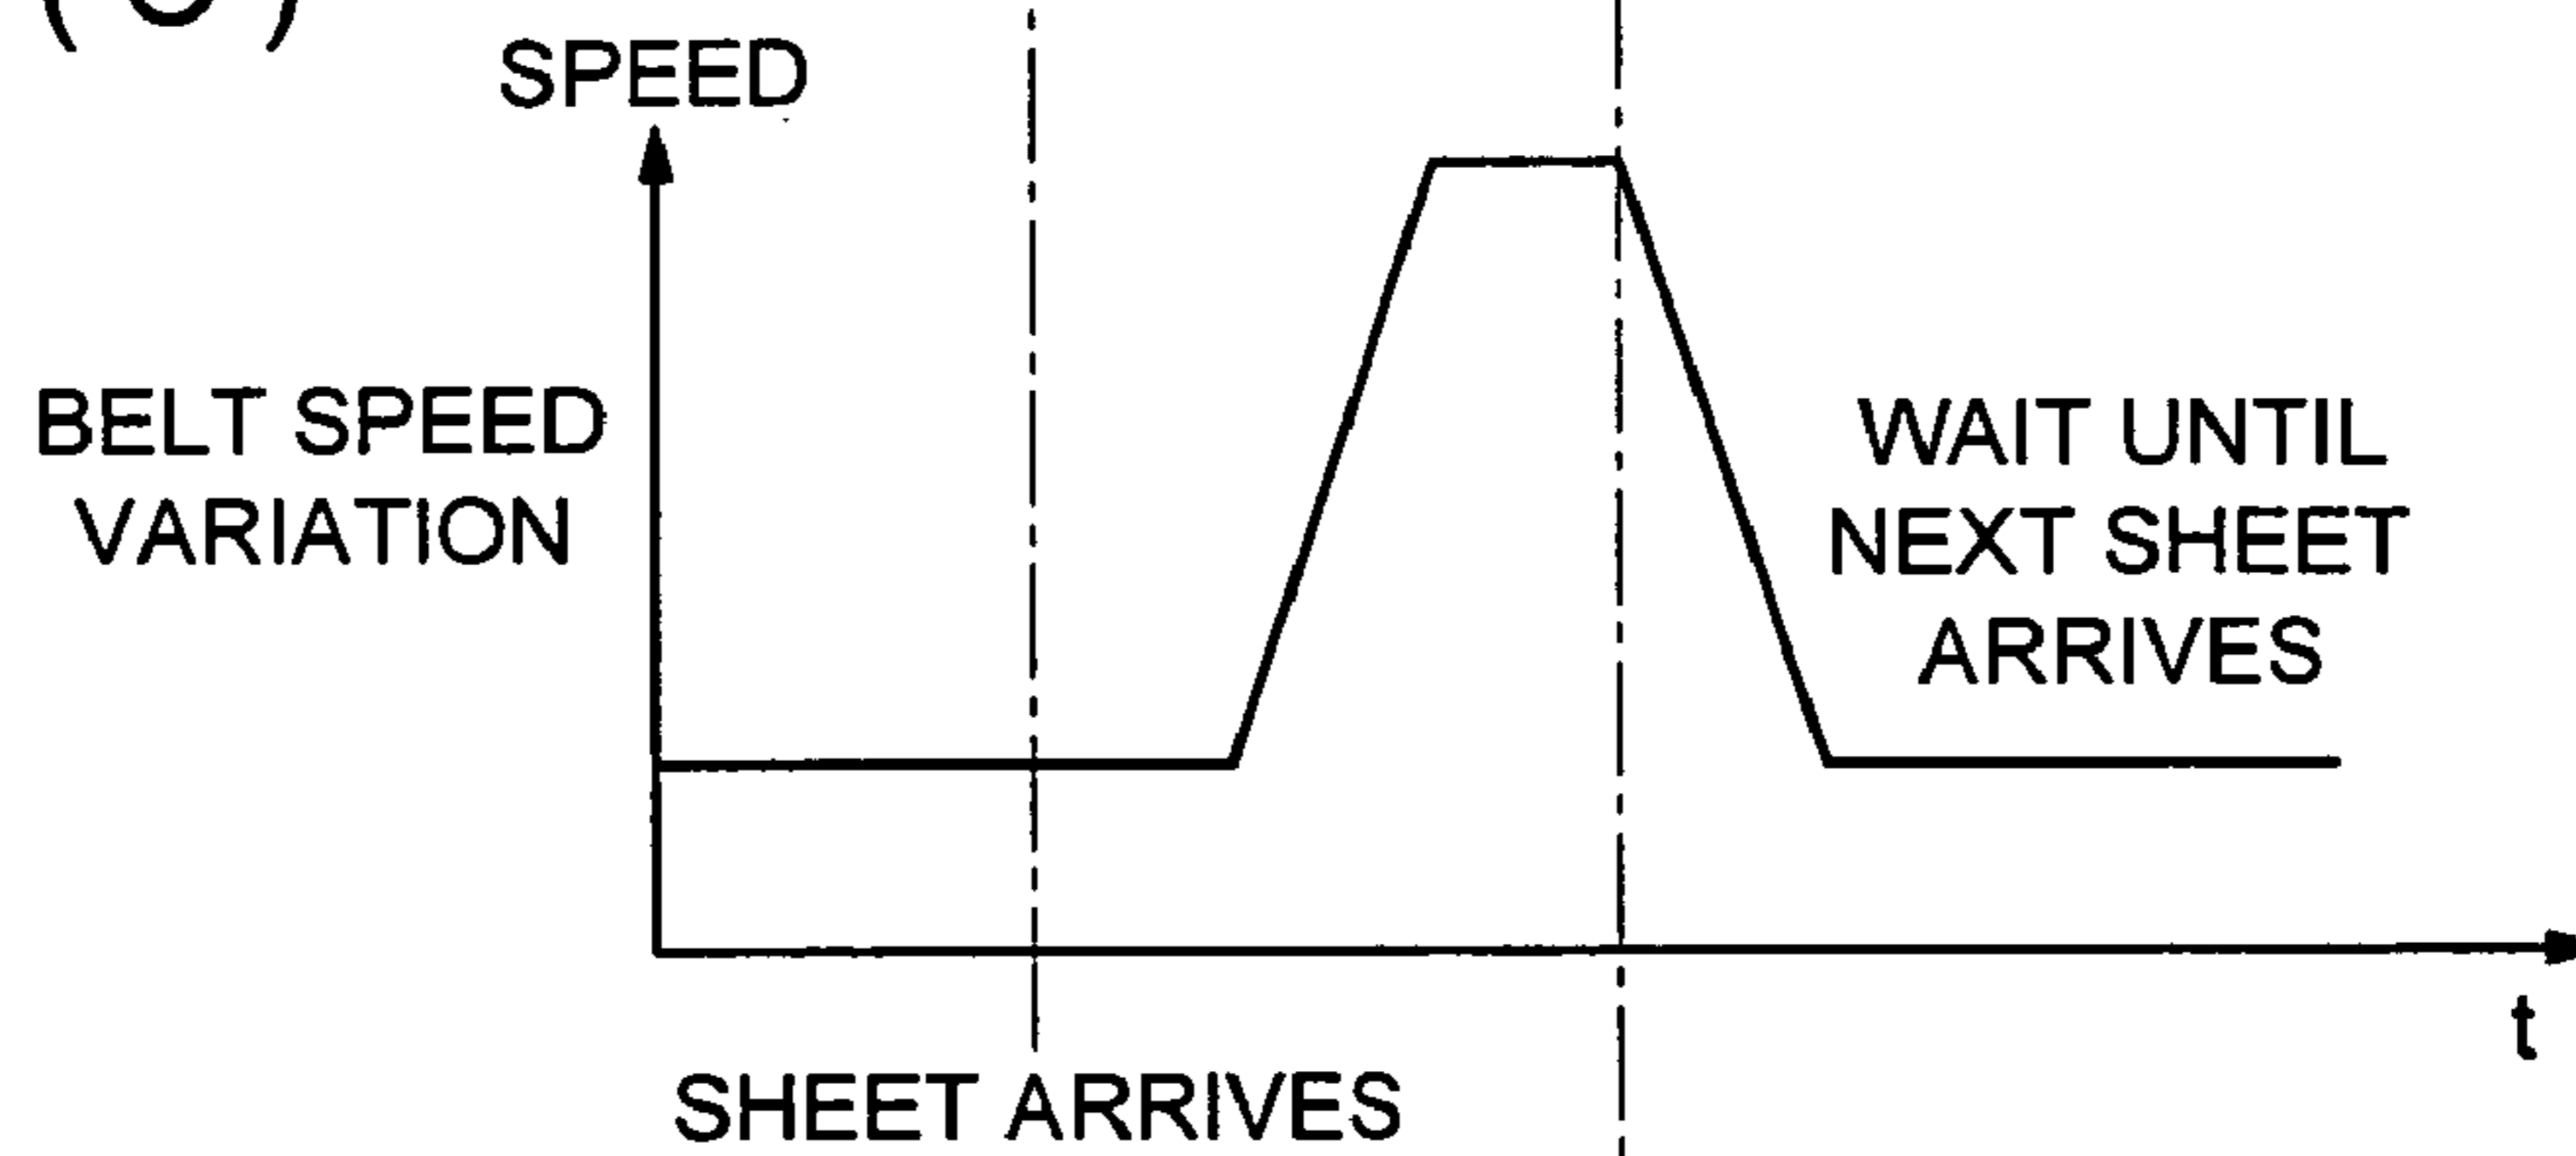 SPEED
BELT SPEED
VARIATION
WAIT UNTIL
NEXT SHEET
ARRIVES
t
SHEET ARRIVES